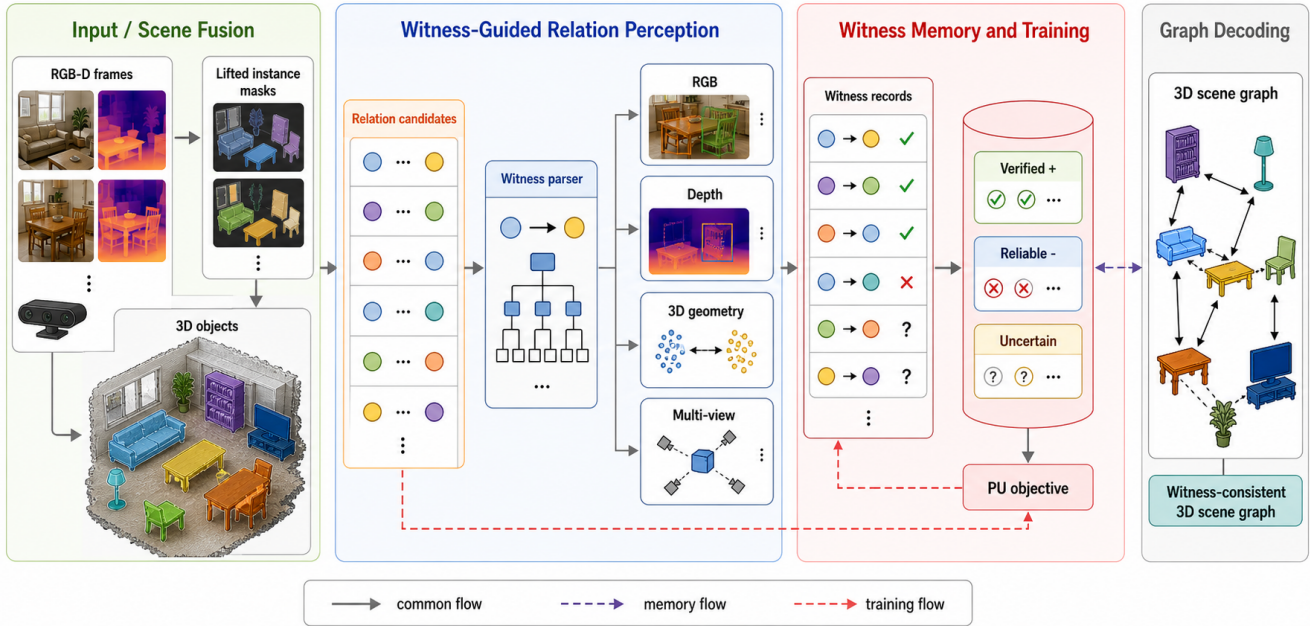 Input / Scene Fusion
RGB-D frames
Lifted instance
masks
3D objects
Witness-Guided Relation Perception
Relation candidates
Witness parser
RGB
Depth
3D geometry
Multi-view
Witness Memory and Training
Witness records
?
?
Verified +
Reliable -
Uncertain
? ?
PU objective
Graph Decoding
3D scene graph
Witness-consistent
3D scene graph
common flow
memory flow
training flow